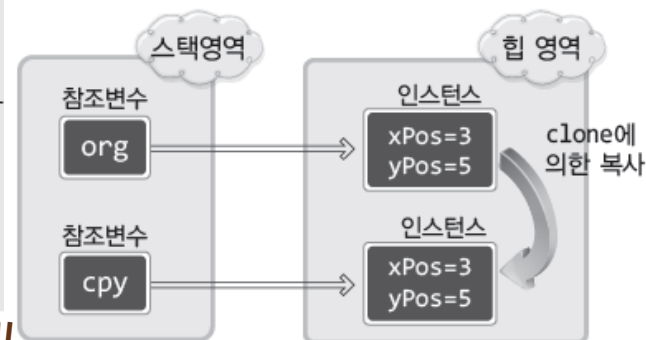 스택영역
힙 영역
참조변수
org
인스턴스
xPos=3
yPos=5
clone에
의한 복사
참조변수
cpy
인스턴스
xPos=3
yPos=5